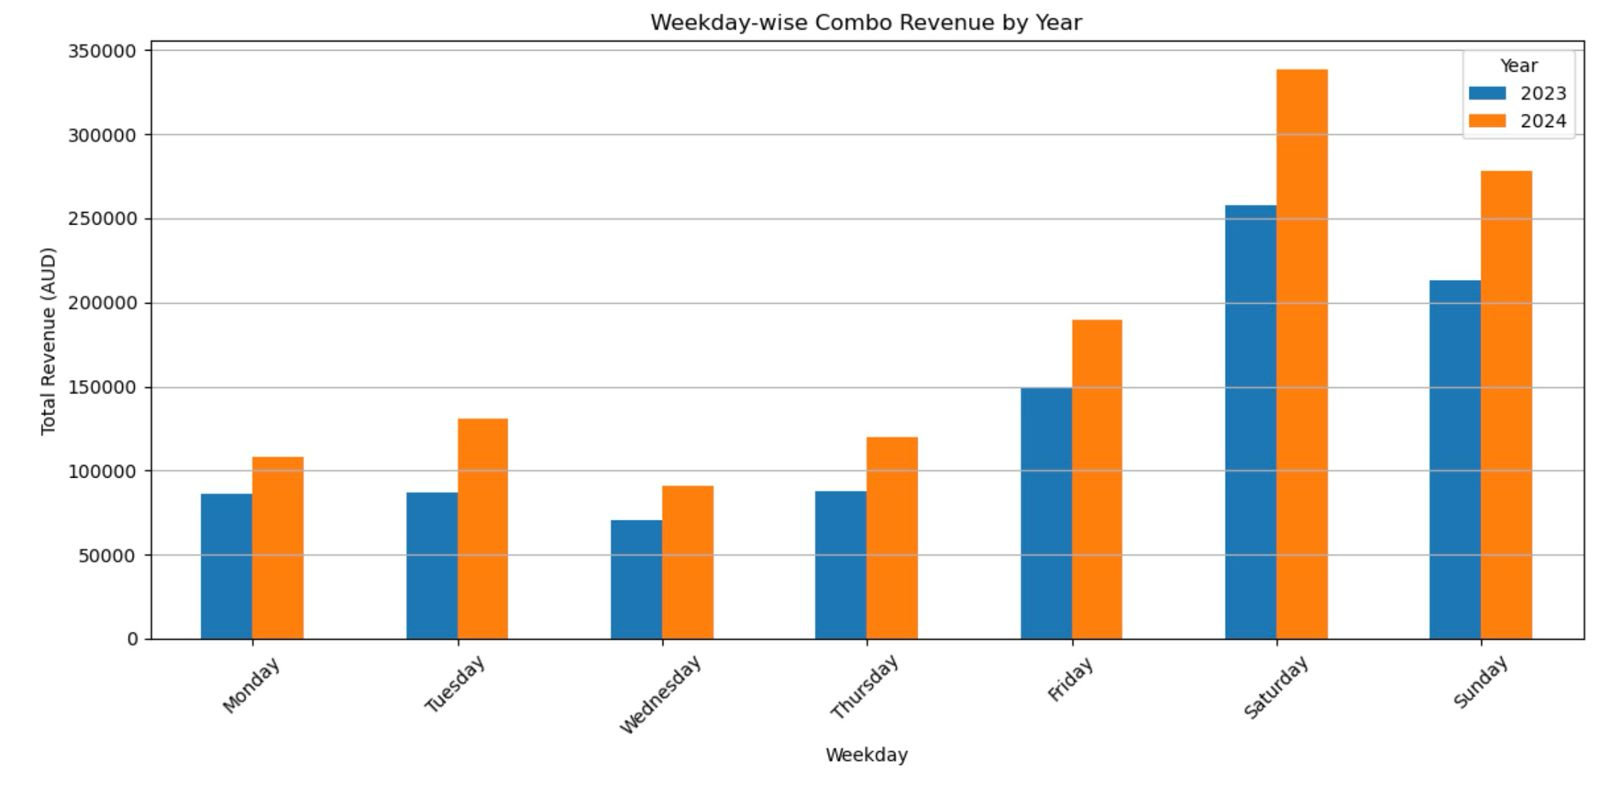 Weekday-wise Combo Revenue by Year
Year
2023
2024
Total Revenue (AUD)
350000
300000
250000
200000
150000
100000
50000
0
Monday
Tuesday
Wednesday
Thursday
Friday
Saturday
Sunday
Weekday